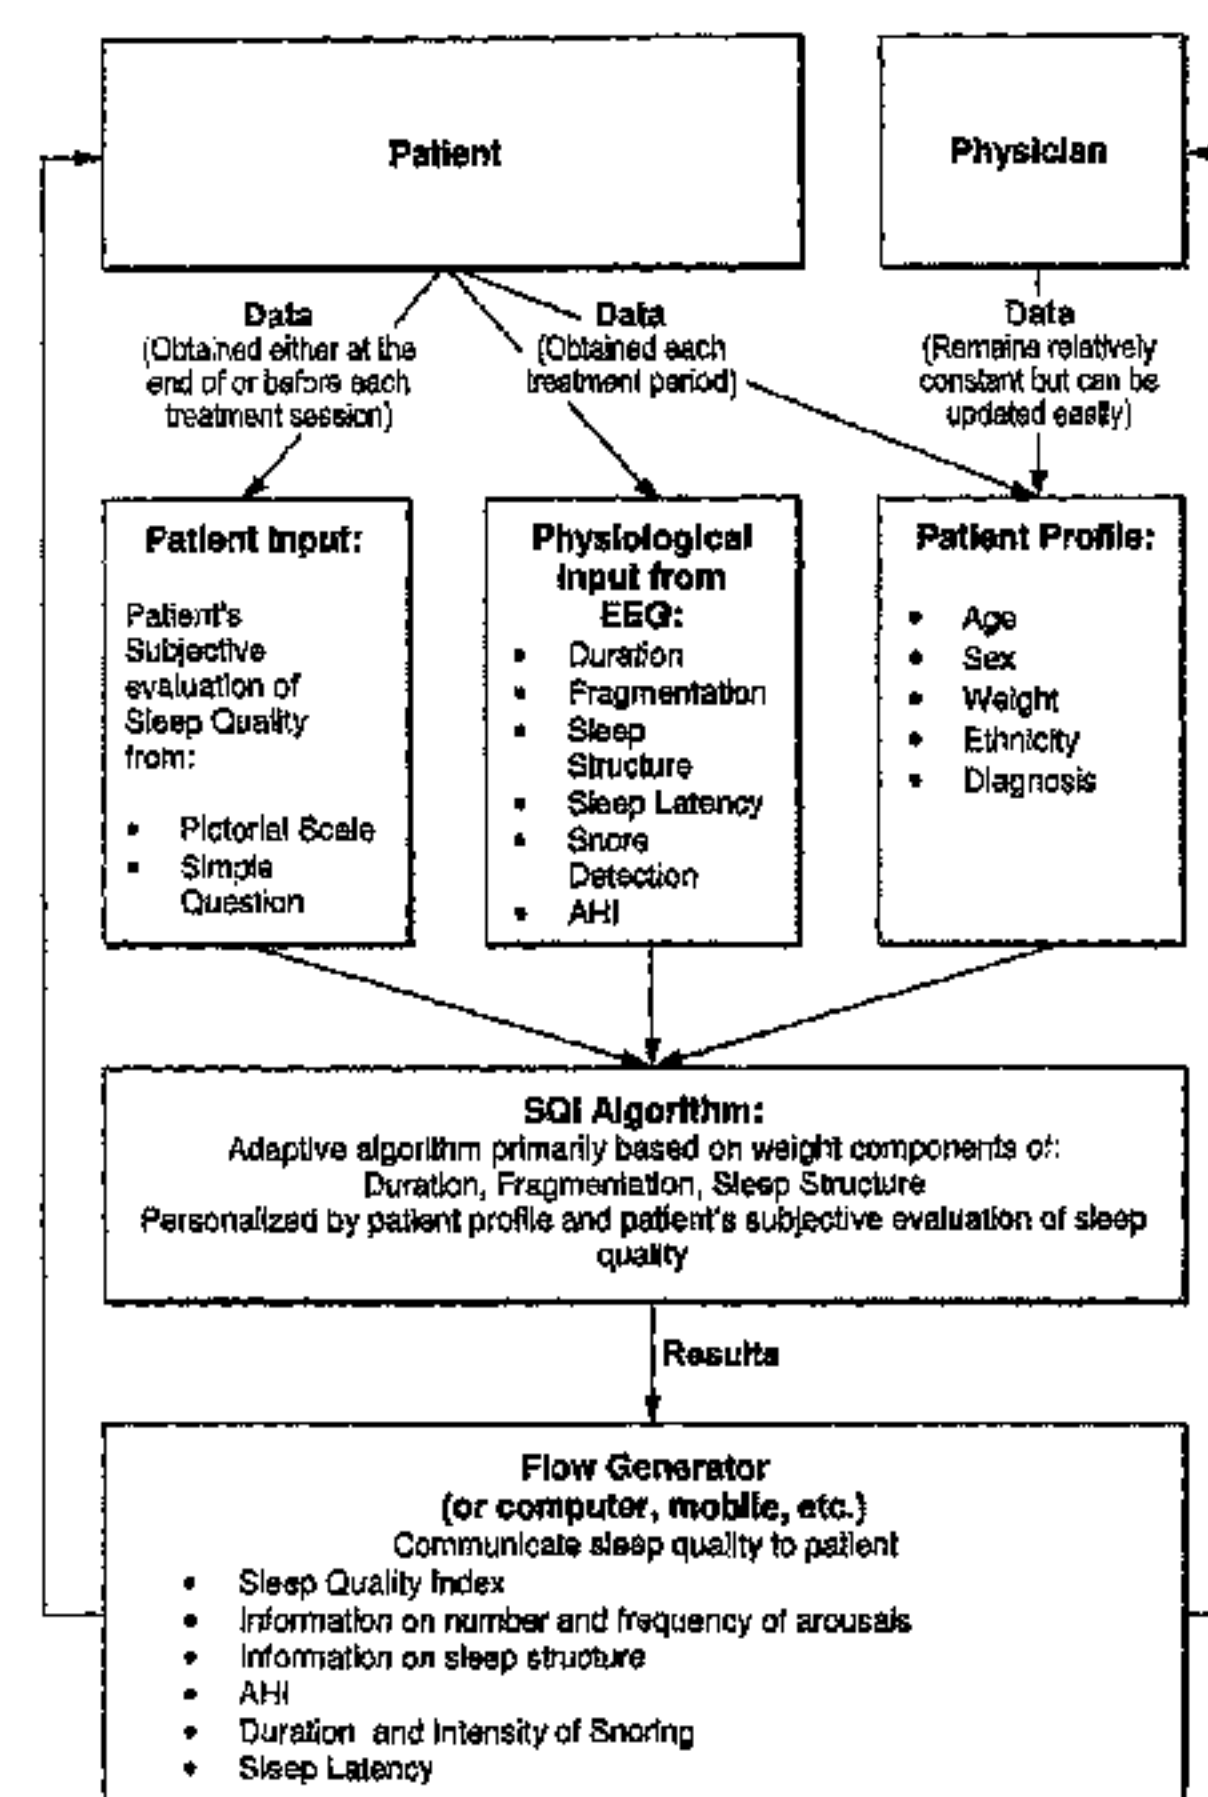 Patient
Physician
Data
(Obtained either at the
end of or before each
treatment session)
Data
(Obtained each
treatment period)
Data
(Remains relatively
constant but can be
updated easily)
Patient Input:
Patient's
Subjective
evaluation of
Sleep Quality
from:
• Pictorial Scale
• Simple
Question
Physiological
Input from
EEG:
• Duration
• Fragmentation
• Sleep
Structure
• Sleep Latency
• Snore
Detection
• AHI
Patient Profile:
• Age
• Sex
• Weight
• Ethnicity
• Diagnosis
SQI Algorithm:
Adaptive algorithm primarily based on weight components of:
Duration, Fragmentation, Sleep Structure
Personalized by patient profile and patient's subjective evaluation of sleep
quality
Results
Flow Generator
(or computer, mobile, etc.)
Communicate sleep quality to patient
• Sleep Quality Index
• Information on number and frequency of arousals
• Information on sleep structure
• AHI
• Duration and Intensity of Snoring
• Sleep Latency